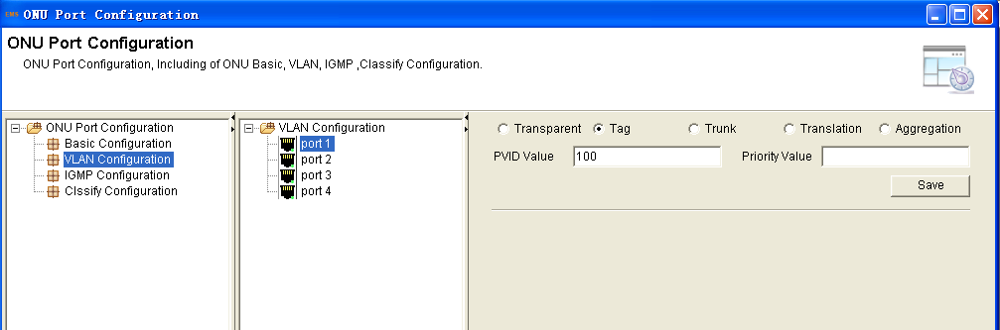 EMS ONU Port Configuration
ONU Port Configuration
ONU Port Configuration, Including of ONU Basic, VLAN, IGMP ,Classify Configuration.
ONU Port Configuration
Basic Configuration
VLAN Configuration
IGMP Configuration
Clssify Configuration
VLAN Configuration
port 1
port 2
port 3
port 4
Transparent Tag Trunk Translation Aggregation
PVID Value 100 Priority Value
Save